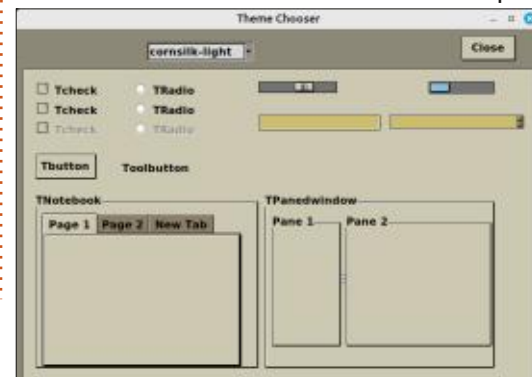 Theme Chooser
cornsilk-light
Close
Tcheck TRadio
Tcheck TRadio
Tcheck TRadio
Tbutton Toolbutton
TNotebook TPanedwindow
Page 1 Page 2 New Tab Pane 1 Pane 2